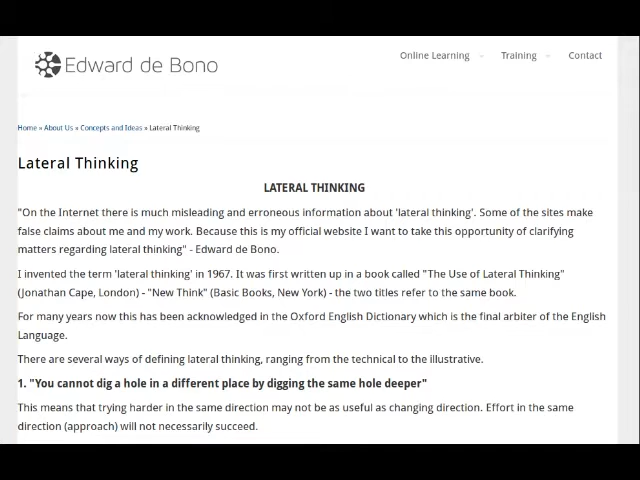 Edward de Bono
Online Learning Training Contact
Home » About Us » Concepts and Ideas » Lateral Thinking
Lateral Thinking
LATERAL THINKING
"On the Internet there is much misleading and erroneous information about 'lateral thinking'. Some of the sites make
false claims about me and my work. Because this is my official website I want to take this opportunity of clarifying
matters regarding lateral thinking" - Edward de Bono.
I invented the term 'lateral thinking' in 1967. It was first written up in a book called "The Use of Lateral Thinking"
(Jonathan Cape, London) - "New Think" (Basic Books, New York) - the two titles refer to the same book.
For many years now this has been acknowledged in the Oxford English Dictionary which is the final arbiter of the English
Language.
There are several ways of defining lateral thinking, ranging from the technical to the illustrative.
1. "You cannot dig a hole in a different place by digging the same hole deeper"
This means that trying harder in the same direction may not be as useful as changing direction. Effort in the same
direction (approach) will not necessarily succeed.